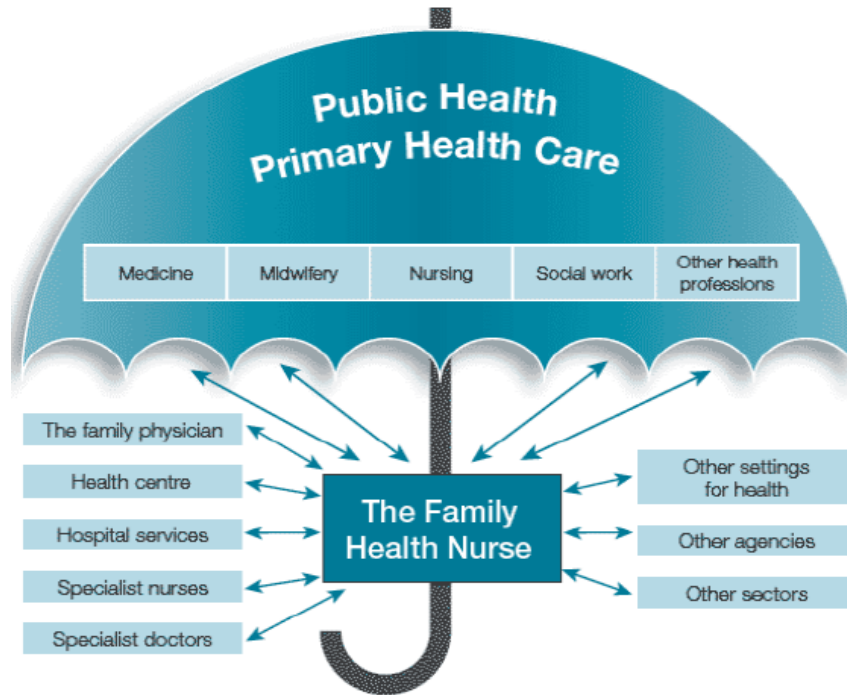 Public Health
Primary Health Care
Medicine
Midwifery
Nursing
Social work
Other health
professions
The family physician
Health centre
Hospital services
Specialist nurses
Specialist doctors
The Family
Health Nurse
Other settings
for health
Other agencies
Other sectors